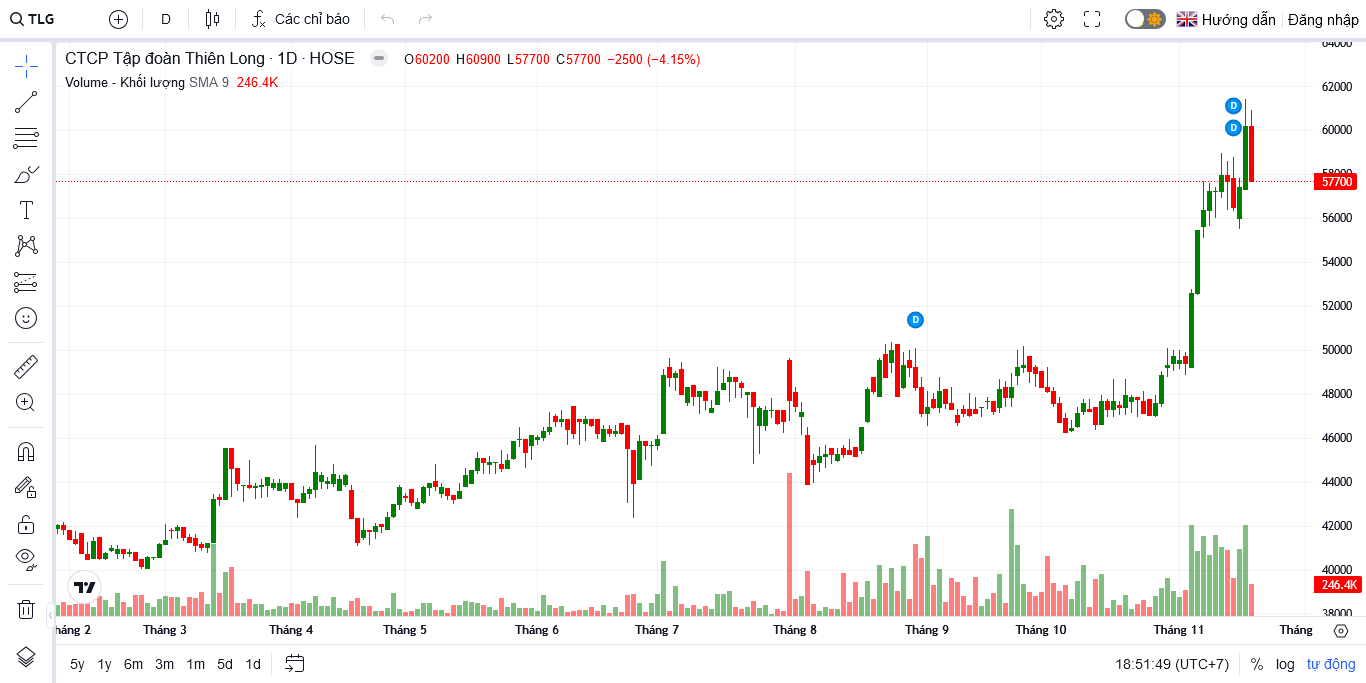 TLG D Các chỉ báo Hướng dẫn Đăng nhập
CTCP Tập đoàn Thiên Long · 1D · HOSE O60200 H60900 L57700 C57700 −2500 (−4.15%)
Volume - Khối lượng SMA 9 246.4K
64000
62000
D
D
60000
58000
57700
56000
54000
52000
D
50000
48000
46000
44000
42000
40000
246.4K
38000
háng 2 Tháng 3 Tháng 4 Tháng 5 Tháng 6 Tháng 7 Tháng 8 Tháng 9 Tháng 10 Tháng 11 Tháng
5y 1y 6m 3m 1m 5d 1d 18:51:49 (UTC+7) % log tự động